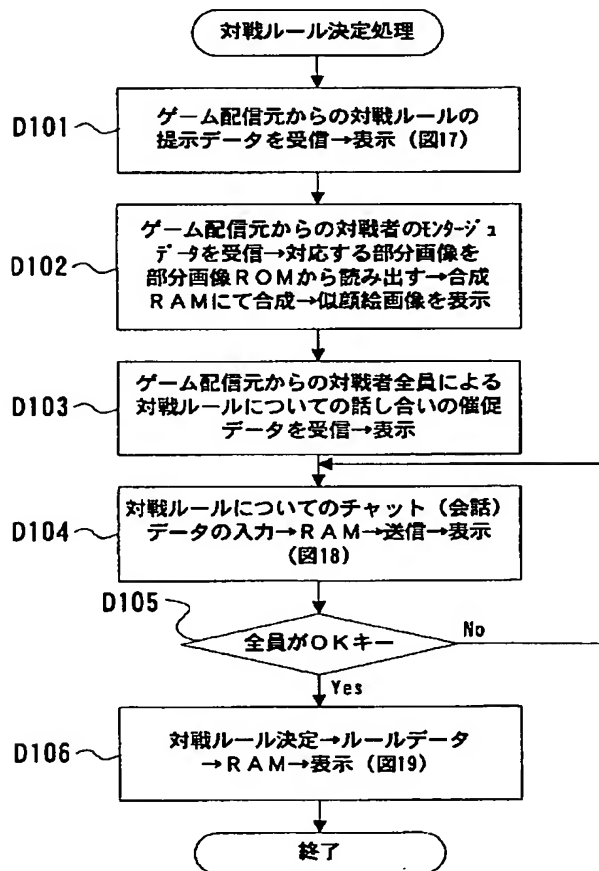 対戦ルール決定処理
D101
ゲーム配信元からの対戦ルールの
提示データを受信→表示（図17）
D102
ゲーム配信元からの対戦者のﾓﾝﾀｰｼﾞｭ
ﾃﾞｰﾀを受信→対応する部分画像を
部分画像ROMから読み出す→合成
RAMにて合成→似顔絵画像を表示
D103
ゲーム配信元からの対戦者全員による
対戦ルールについての話し合いの催促
データを受信→表示
D104
対戦ルールについてのチャット（会話）
データの入力→RAM→送信→表示
（図18）
D105
全員がOKキー
No
Yes
D106
対戦ルール決定→ルールデータ
→RAM→表示（図19）
終了